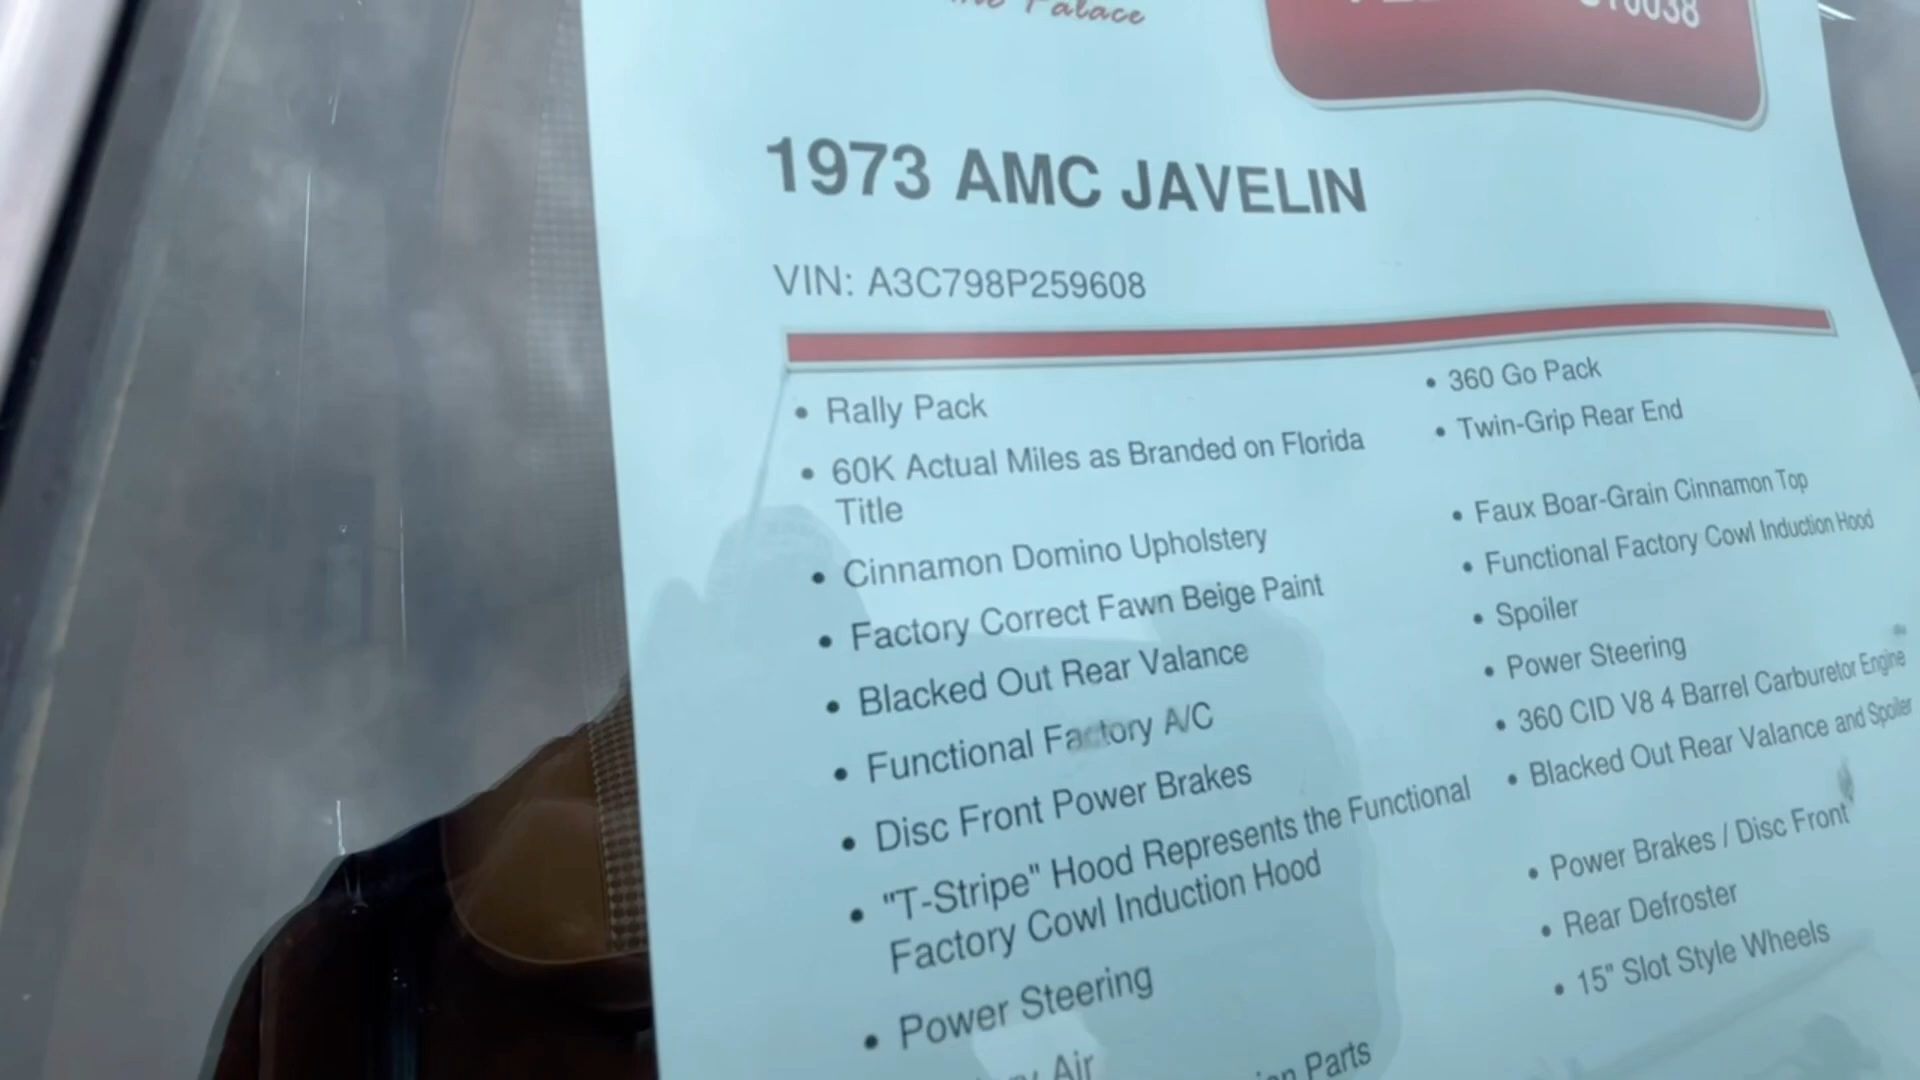 Palace
1973 AMC JAVELIN
VIN: A3C798P259608
• Rally Pack
• 60K Actual Miles as Branded on Florida
Title
• Cinnamon Domino Upholstery
• Factory Correct Fawn Beige Paint
• Blacked Out Rear Valance
• Functional Factory A/C
• Disc Front Power Brakes
• "T-Stripe" Hood Represents the Functional
Factory Cowl Induction Hood
• Power Steering
Air
Parts
• 360 Go Pack
• Twin-Grip Rear End
• Faux Boar-Grain Cinnamon Top
• Functional Factory Cowl Induction Hood
• Spoiler
• Power Steering
• 360 CID V8 4 Barrel Carburetor Engine
• Blacked Out Rear Valance and Spoiler
• Power Brakes / Disc Front
• Rear Defroster
• 15" Slot Style Wheels